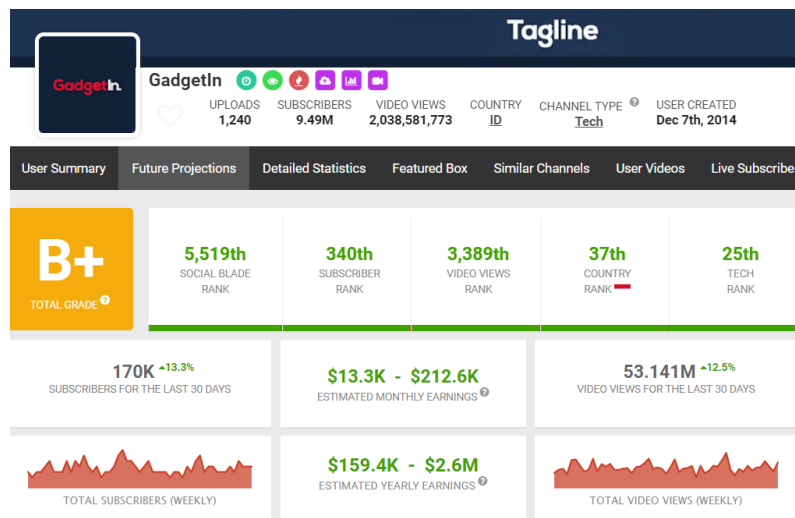 Tagline
GadgetIn.
GadgetIn
UPLOADS SUBSCRIBERS VIDEO VIEWS COUNTRY CHANNEL TYPE ? USER CREATED
1,240 9.49M 2,038,581,773 ID Tech Dec 7th, 2014
User Summary Future Projections Detailed Statistics Featured Box Similar Channels User Videos Live Subscribe
B+
TOTAL GRADE ?
5,519th 340th 3,389th 37th 25th
SOCIAL BLADE SUBSCRIBER VIDEO VIEWS COUNTRY TECH
RANK RANK RANK RANK RANK
170K 13.3% $13.3K - $212.6K 53.141M 12.5%
SUBSCRIBERS FOR THE LAST 30 DAYS ESTIMATED MONTHLY EARNINGS ? VIDEO VIEWS FOR THE LAST 30 DAYS
$159.4K - $2.6M
ESTIMATED YEARLY EARNINGS ?
TOTAL SUBSCRIBERS (WEEKLY) TOTAL VIDEO VIEWS (WEEKLY)